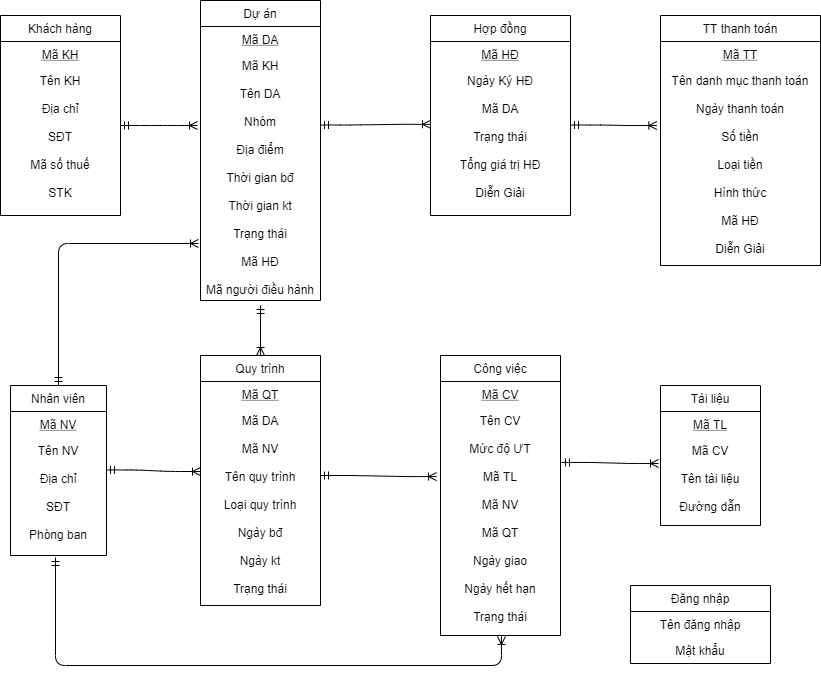 Khách hàng
Mã KH
Tên KH
Địa chỉ
SĐT
Mã số thuế
STK
Dự án
Mã DA
Mã KH
Tên DA
Nhóm
Địa điểm
Thời gian bđ
Thời gian kt
Trạng thái
Mã HĐ
Mã người điều hành
Hợp đồng
Mã HĐ
Ngày Ký HĐ
Mã DA
Trạng thái
Tổng giá trị HĐ
Diễn Giải
TT thanh toán
Mã TT
Tên danh mục thanh toán
Ngày thanh toán
Số tiền
Loại tiền
Hình thức
Mã HĐ
Diễn Giải
Nhân viên
Mã NV
Tên NV
Địa chỉ
SĐT
Phòng ban
Quy trình
Mã QT
Mã DA
Mã NV
Tên quy trình
Loại quy trình
Ngày bđ
Ngày kt
Trạng thái
Công việc
Mã CV
Tên CV
Mức độ ƯT
Mã TL
Mã NV
Mã QT
Ngày giao
Ngày hết hạn
Trạng thái
Tài liệu
Mã TL
Mã CV
Tên tài liệu
Đường dẫn
Đăng nhập
Tên đăng nhập
Mật khẩu